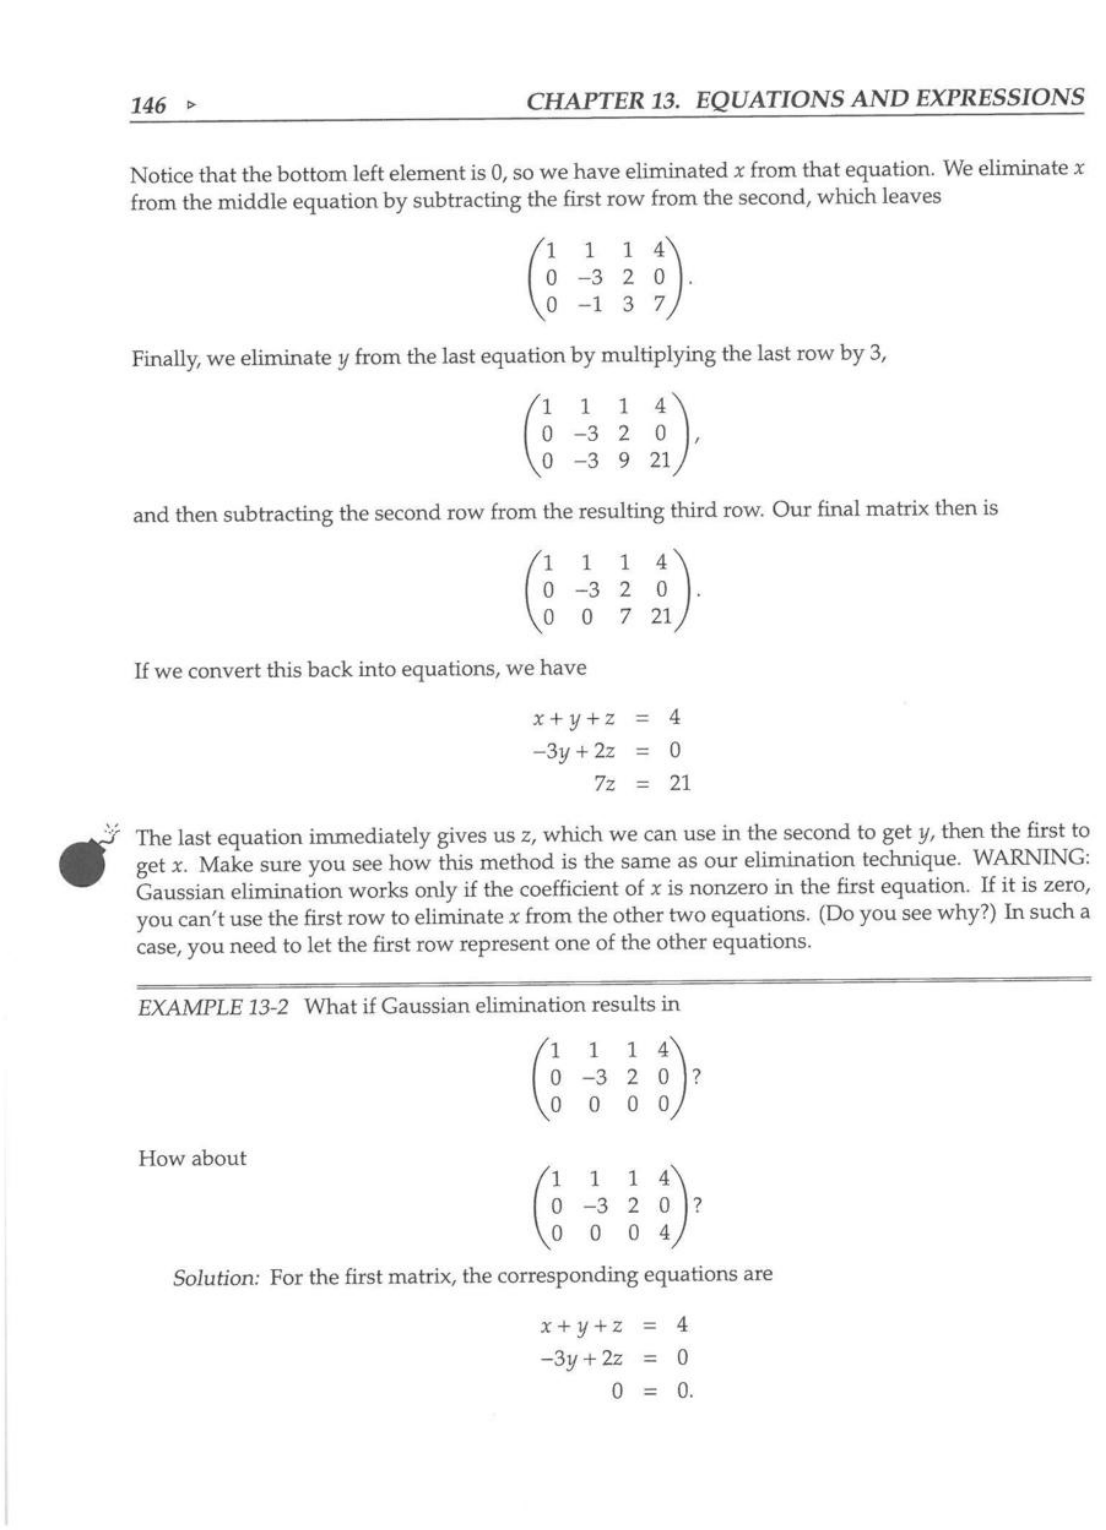 146 ▹ CHAPTER 13. EQUATIONS AND EXPRESSIONS
Notice that the bottom left element is 0, so we have eliminated x from that equation. We eliminate x
from the middle equation by subtracting the first row from the second, which leaves
1 1 1 4
0 −3 2 0 .
0 −1 3 7
Finally, we eliminate y from the last equation by multiplying the last row by 3,
1 1 1 4
0 −3 2 0 ,
0 −3 9 21
and then subtracting the second row from the resulting third row. Our final matrix then is
1 1 1 4
0 −3 2 0 .
0 0 7 21
If we convert this back into equations, we have
x + y + z = 4
−3y + 2z = 0
7z = 21
The last equation immediately gives us z, which we can use in the second to get y, then the first to
get x. Make sure you see how this method is the same as our elimination technique. WARNING:
Gaussian elimination works only if the coefficient of x is nonzero in the first equation. If it is zero,
you can't use the first row to eliminate x from the other two equations. (Do you see why?) In such a
case, you need to let the first row represent one of the other equations.
EXAMPLE 13-2 What if Gaussian elimination results in
1 1 1 4
0 −3 2 0 ?
0 0 0 0
How about
1 1 1 4
0 −3 2 0 ?
0 0 0 4
Solution: For the first matrix, the corresponding equations are
x + y + z = 4
−3y + 2z = 0
0 = 0.